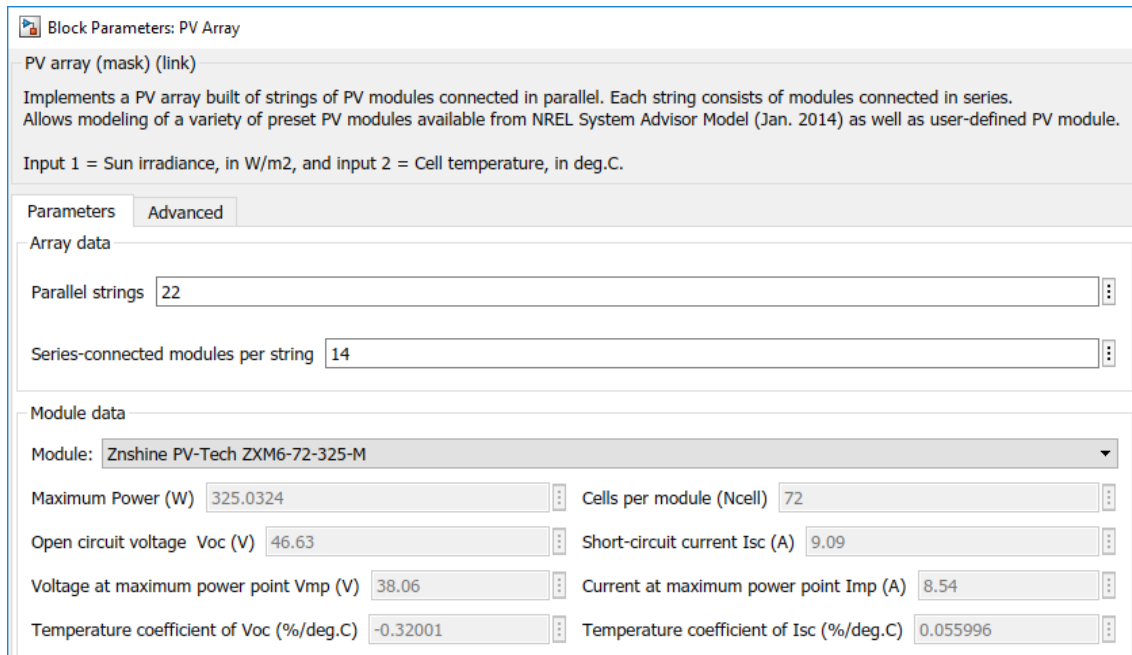 Block Parameters: PV Array
PV array (mask) (link)
Implements a PV array built of strings of PV modules connected in parallel. Each string consists of modules connected in series.
Allows modeling of a variety of preset PV modules available from NREL System Advisor Model (Jan. 2014) as well as user-defined PV module.
Input 1 = Sun irradiance, in W/m2, and input 2 = Cell temperature, in deg.C.
Parameters Advanced
Array data
Parallel strings 22
Series-connected modules per string 14
Module data
Module: Znshine PV-Tech ZXM6-72-325-M
Maximum Power (W) 325.0324 Cells per module (Ncell) 72
Open circuit voltage Voc (V) 46.63 Short-circuit current Isc (A) 9.09
Voltage at maximum power point Vmp (V) 38.06 Current at maximum power point Imp (A) 8.54
Temperature coefficient of Voc (%/deg.C) -0.32001 Temperature coefficient of Isc (%/deg.C) 0.055996